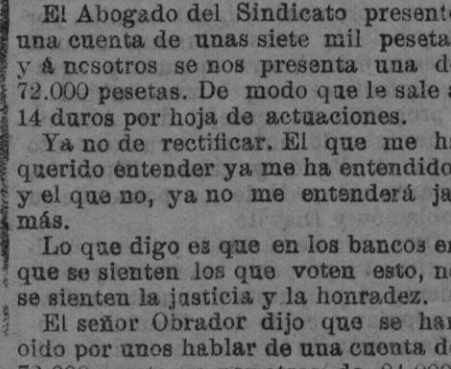 El Abogado del Sindicato present
una cuenta de unas siete mil peseta
y á nosotros se nos presenta una d
72.000 pesetas. De modo que le sale a
14 duros por hoja de actuaciones.
Ya no de rectificar. El que me h
querido entender ya me ha entendido
y el que no, ya no me entenderá ja
más.
Lo que digo es que en los bancos e
que se sienten los que voten esto, n
se sienten la justicia y la honradez.
El señor Obrador dijo que se ha
oido por unos hablar de una cuenta d